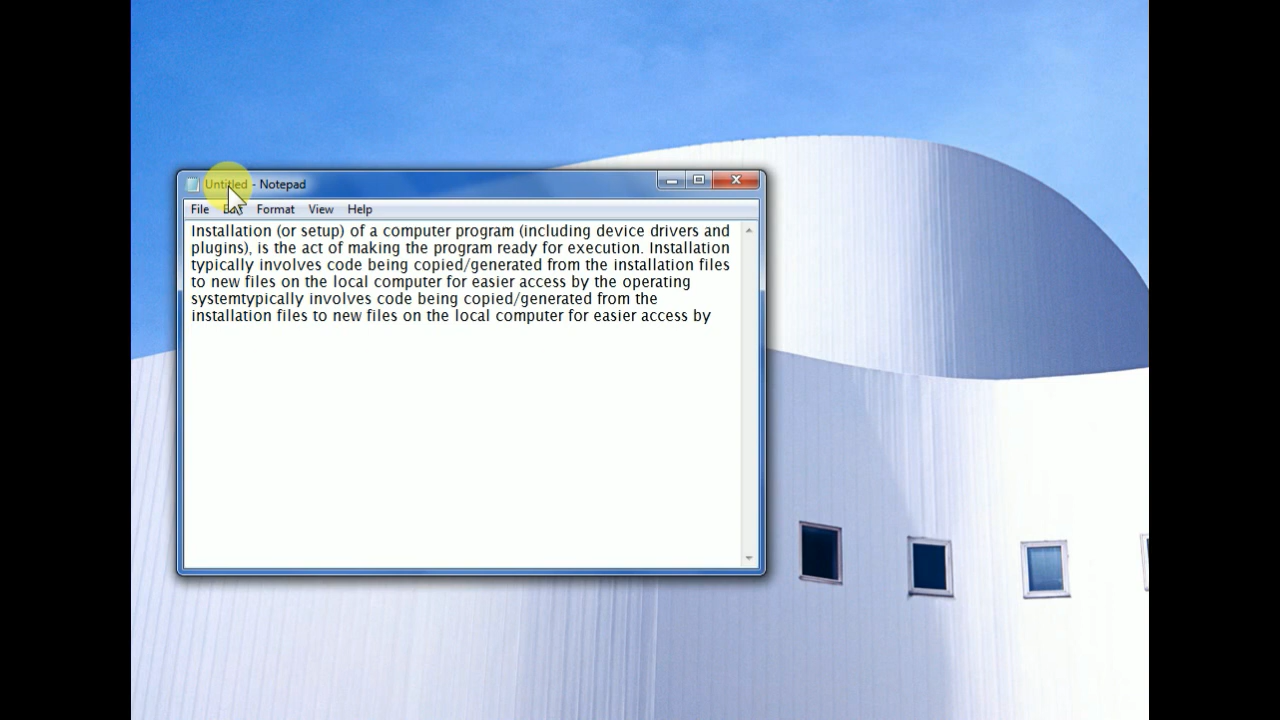 Untitled - Notepad
File Edit Format View Help
Installation (or setup) of a computer program (including device drivers and
plugins), is the act of making the program ready for execution. Installation
typically involves code being copied/generated from the installation files
to new files on the local computer for easier access by the operating
systemtypically involves code being copied/generated from the
installation files to new files on the local computer for easier access by